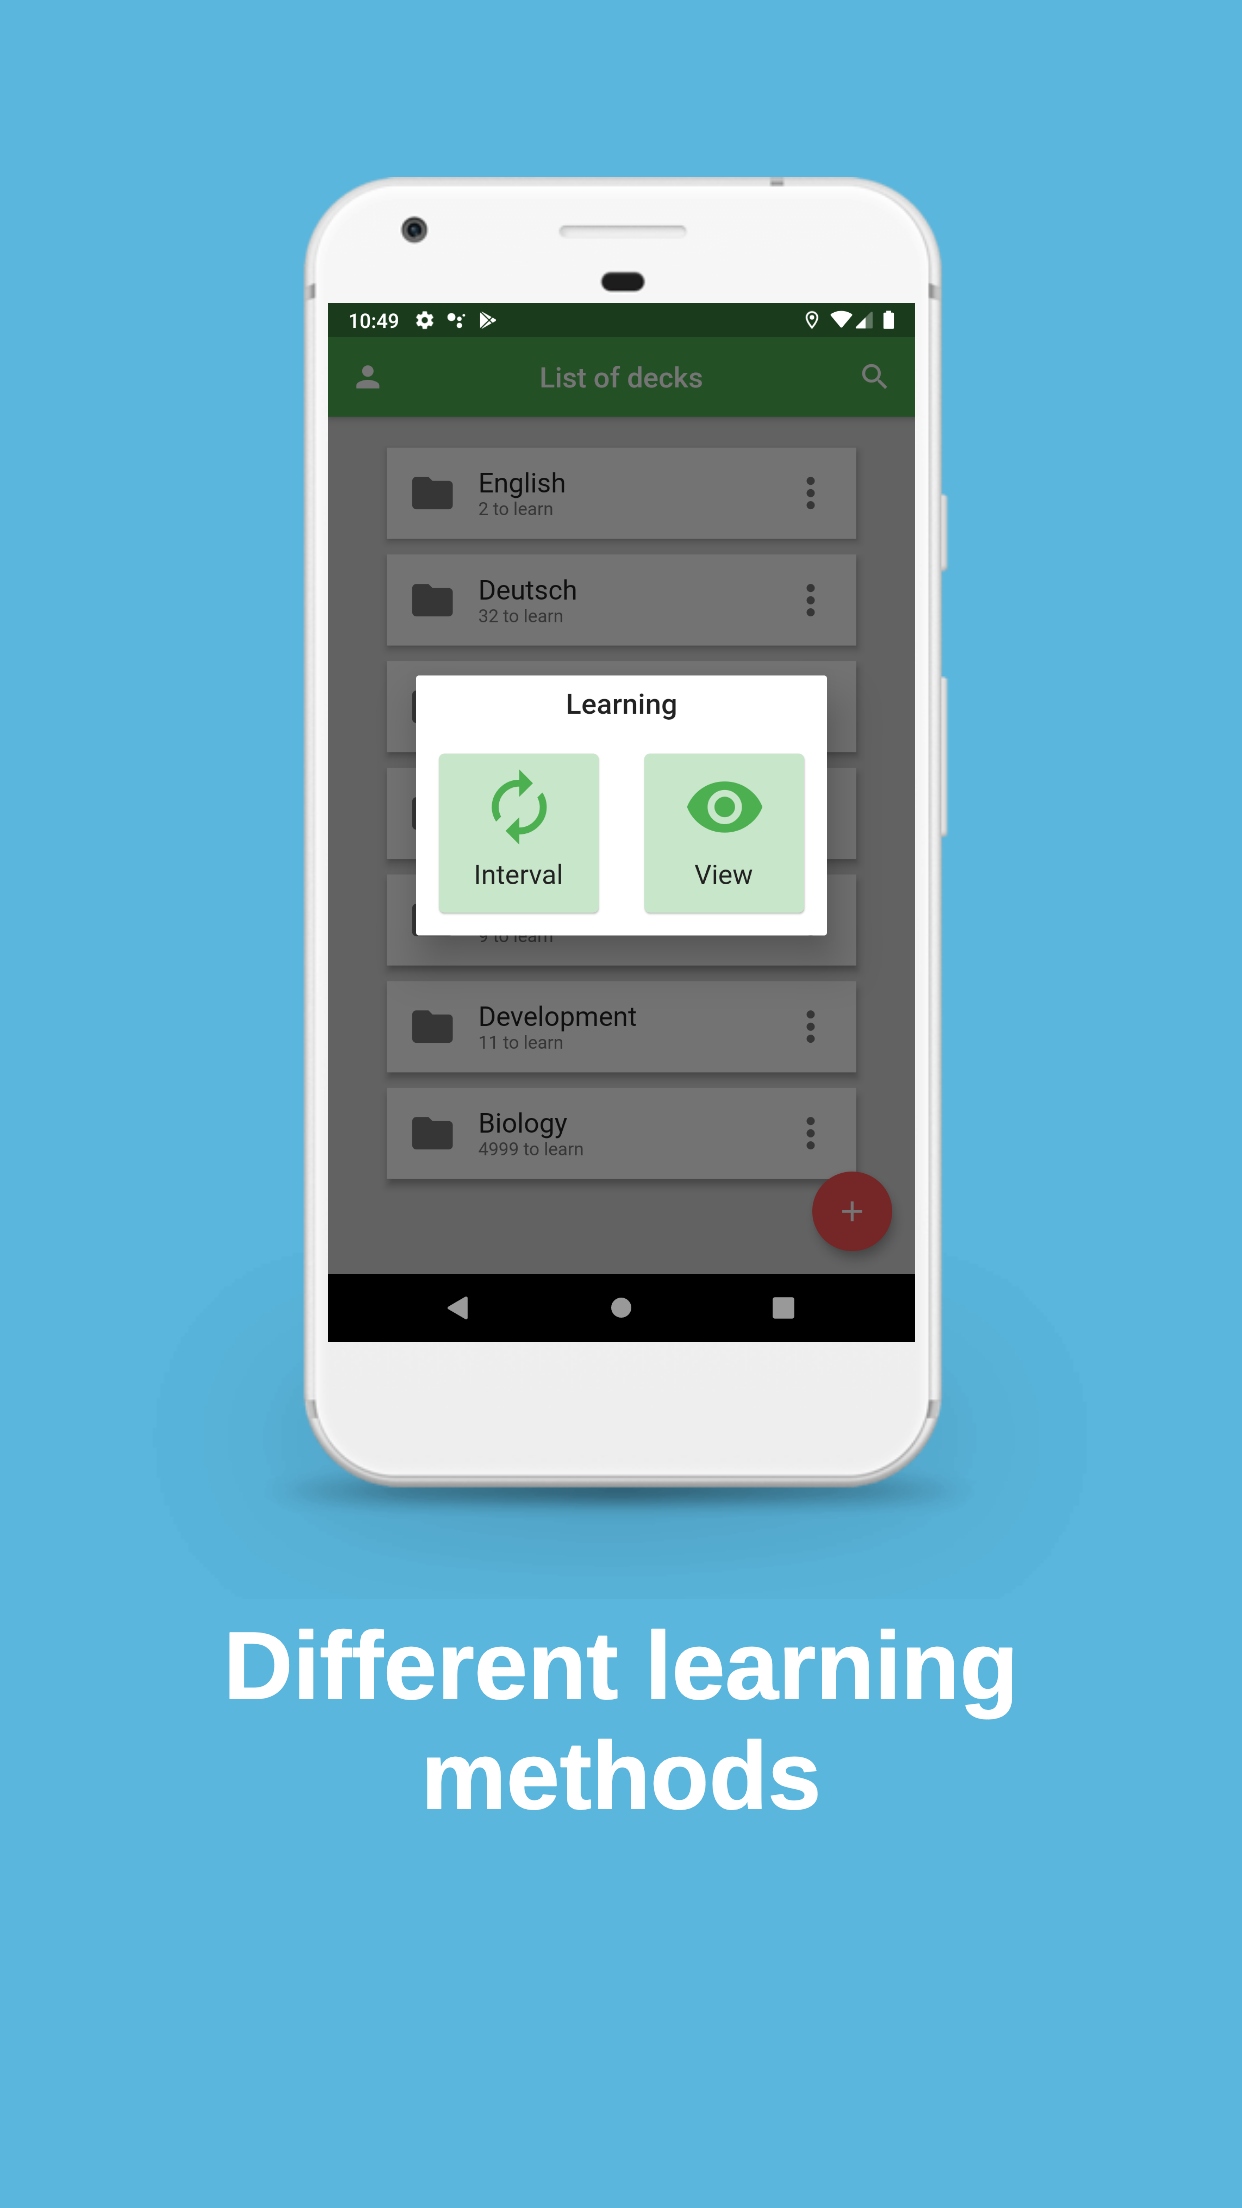 10:49
List of decks
English
2 to learn
Deutsch
32 to learn
Learning
Interval
View
9 to learn
Development
11 to learn
Biology
4999 to learn
Different learning
methods